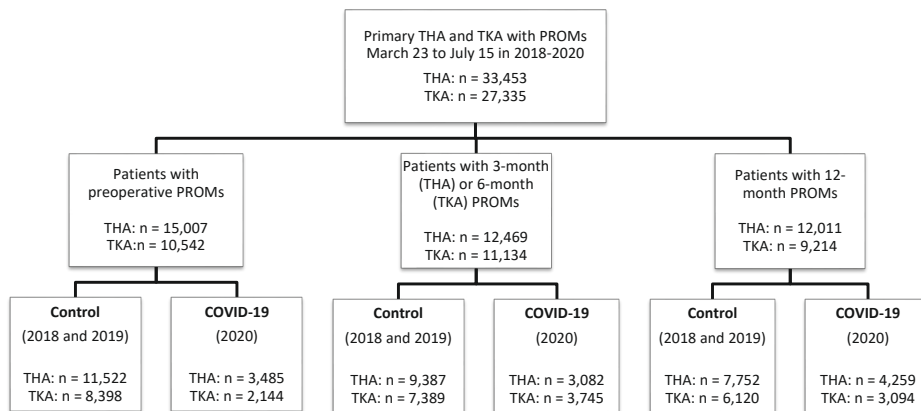 Primary THA and TKA with PROMs
March 23 to July 15 in 2018-2020
THA: n = 33,453
TKA: n = 27,335
Patients with
preoperative PROMs
THA: n = 15,007
TKA:n = 10,542
Patients with 3-month
(THA) or 6-month
(TKA) PROMs
THA: n = 12,469
TKA: n = 11,134
Patients with 12-
month PROMs
THA: n = 12,011
TKA: n = 9,214
Control
(2018 and 2019)
THA: n = 11,522
TKA: n = 8,398
COVID-19
(2020)
THA: n = 3,485
TKA: n = 2,144
Control
(2018 and 2019)
THA: n = 9,387
TKA: n = 7,389
COVID-19
(2020)
THA: n = 3,082
TKA: n = 3,745
Control
(2018 and 2019)
THA: n = 7,752
TKA: n = 6,120
COVID-19
(2020)
THA: n = 4,259
TKA: n = 3,094